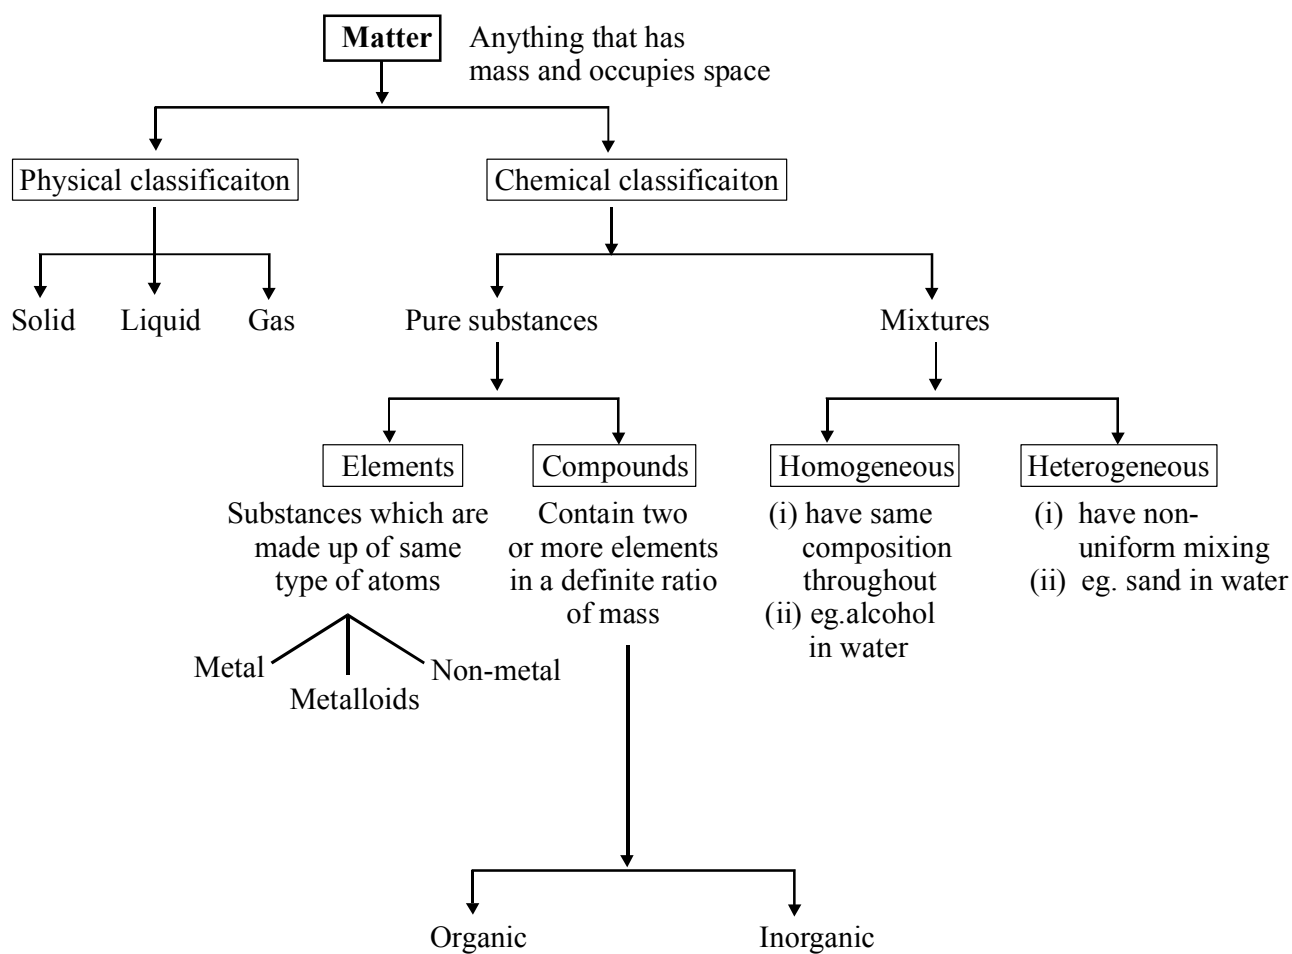 Matter
Anything that has
mass and occupies space
Physical classificaiton
Chemical classificaiton
Solid
Liquid
Gas
Pure substances
Mixtures
Elements
Compounds
Homogeneous
Heterogeneous
Substances which are
made up of same
type of atoms
Contain two
or more elements
in a definite ratio
of mass
(i) have same
composition
throughout
(ii) eg.alcohol
in water
(i) have non-
uniform mixing
(ii) eg. sand in water
Metal
Metalloids
Non-metal
Organic
Inorganic